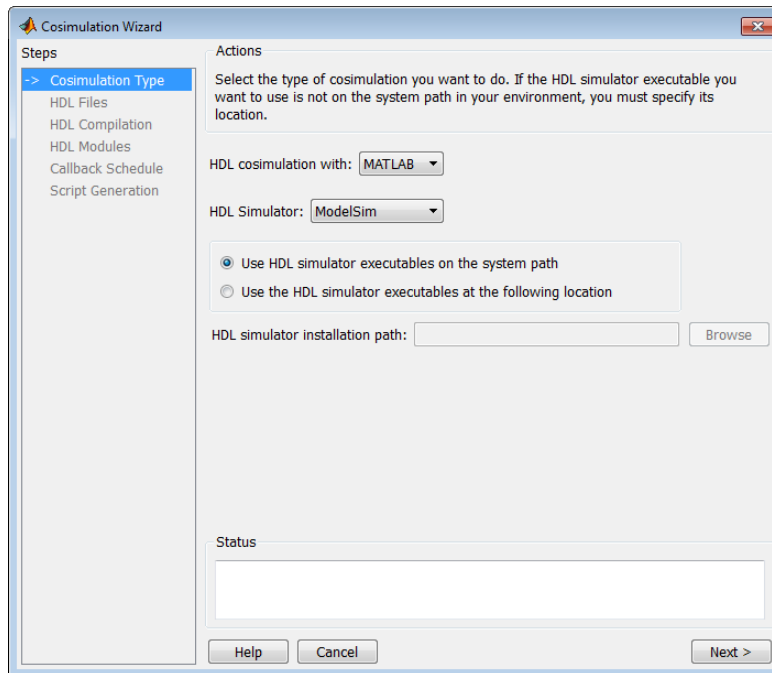 Cosimulation Wizard
Steps
-> Cosimulation Type
HDL Files
HDL Compilation
HDL Modules
Callback Schedule
Script Generation
Actions
Select the type of cosimulation you want to do. If the HDL simulator executable you
want to use is not on the system path in your environment, you must specify its
location.
HDL cosimulation with: MATLAB
HDL Simulator: ModelSim
Use HDL simulator executables on the system path
Use the HDL simulator executables at the following location
HDL simulator installation path: Browse
Status
Help Cancel Next >